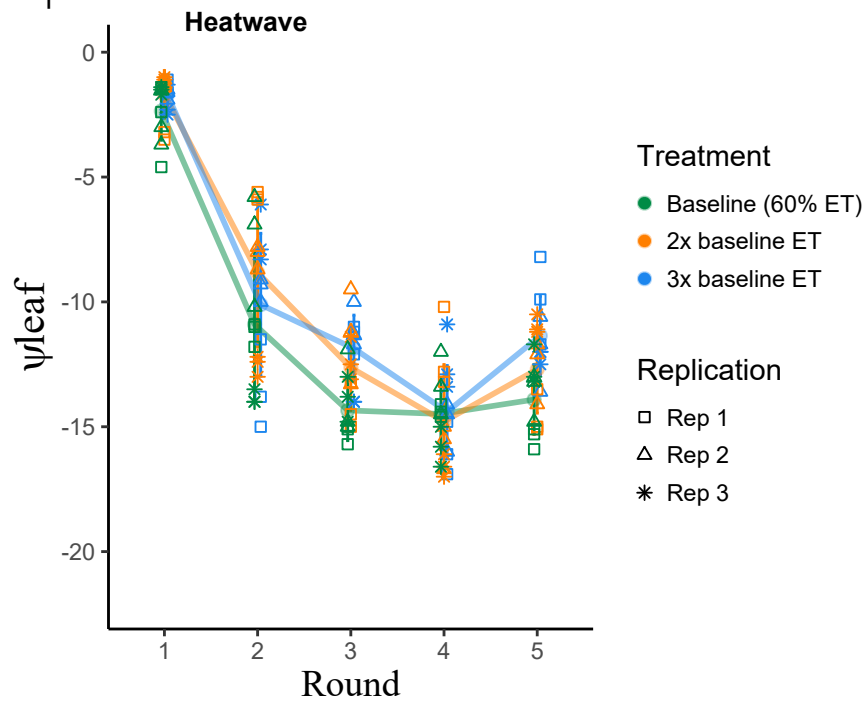 Heatwave
0
-5
-10
-15
-20
ψleaf
1 2 3 4 5
Round
Treatment
Baseline (60% ET)
2x baseline ET
3x baseline ET
Replication
Rep 1
Rep 2
Rep 3